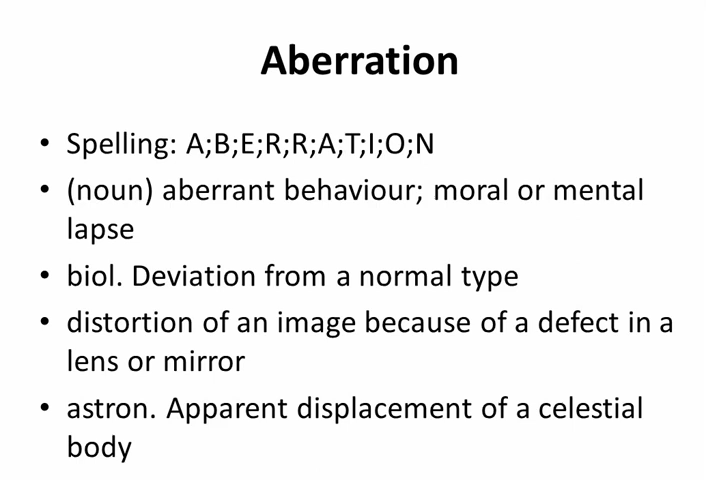 Aberration
• Spelling: A;B;E;R;R;A;T;I;O;N
• (noun) aberrant behaviour; moral or mental
lapse
• biol. Deviation from a normal type
• distortion of an image because of a defect in a
lens or mirror
• astron. Apparent displacement of a celestial
body